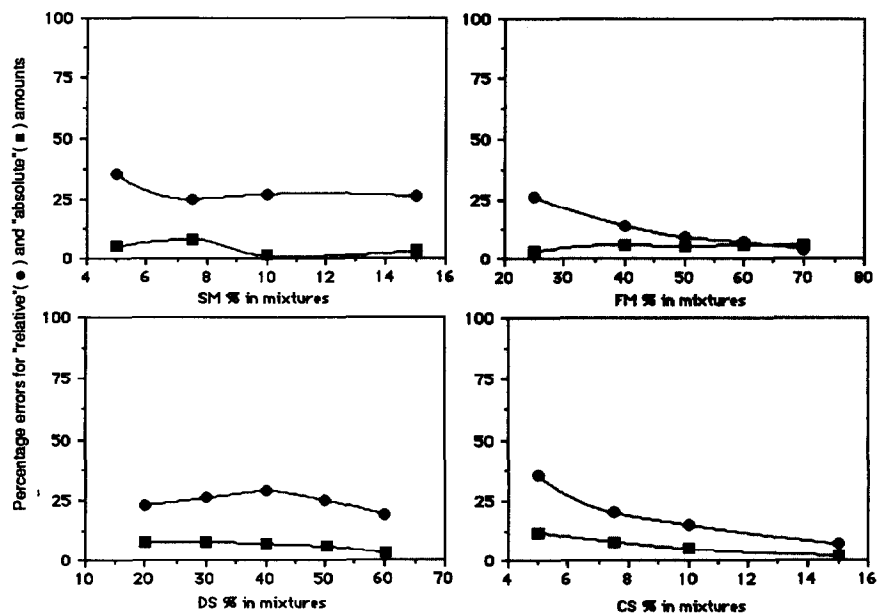 Percentage errors for "relative"(●) and "absolute"(■) amounts
100
75
50
25
0
4 6 8 10 12 14 16
SM % in mixtures
100
75
50
25
0
20 30 40 50 60 70 80
FM % in mixtures
100
75
50
25
0
10 20 30 40 50 60 70
DS % in mixtures
100
75
50
25
0
4 6 8 10 12 14 16
CS % in mixtures